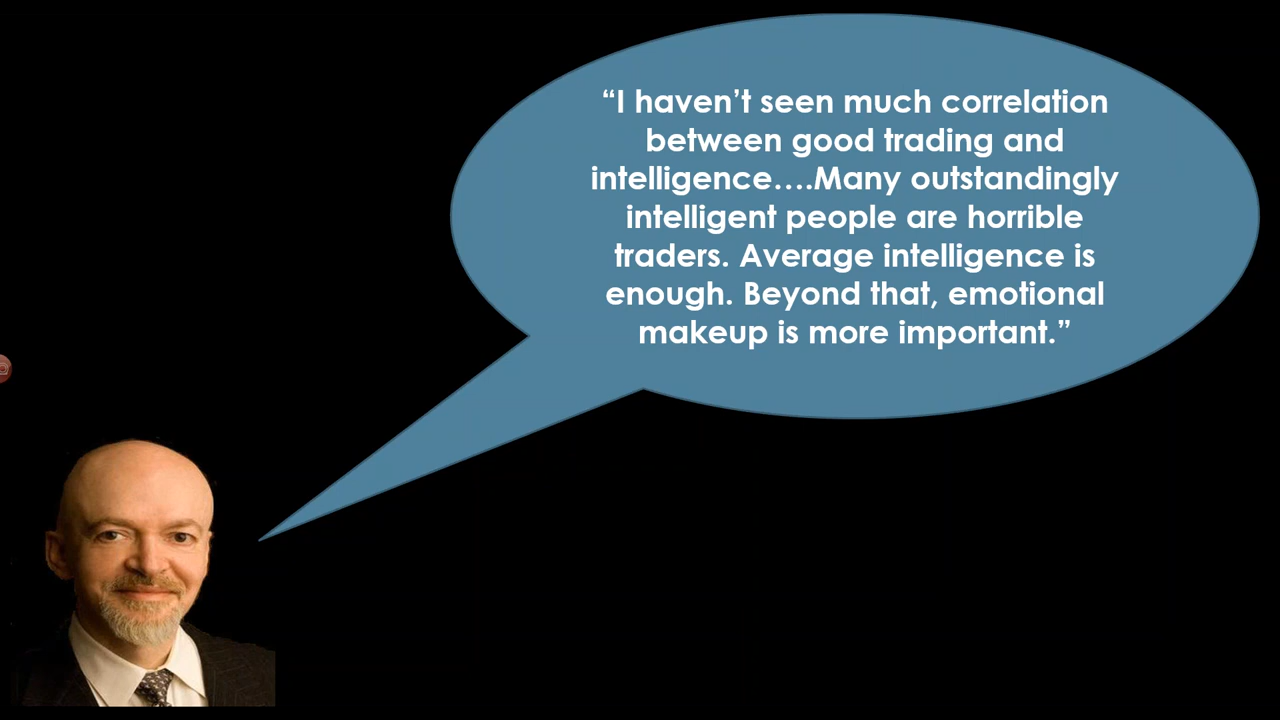 “I haven’t seen much correlation
between good trading and
intelligence….Many outstandingly
intelligent people are horrible
traders. Average intelligence is
enough. Beyond that, emotional
makeup is more important.”